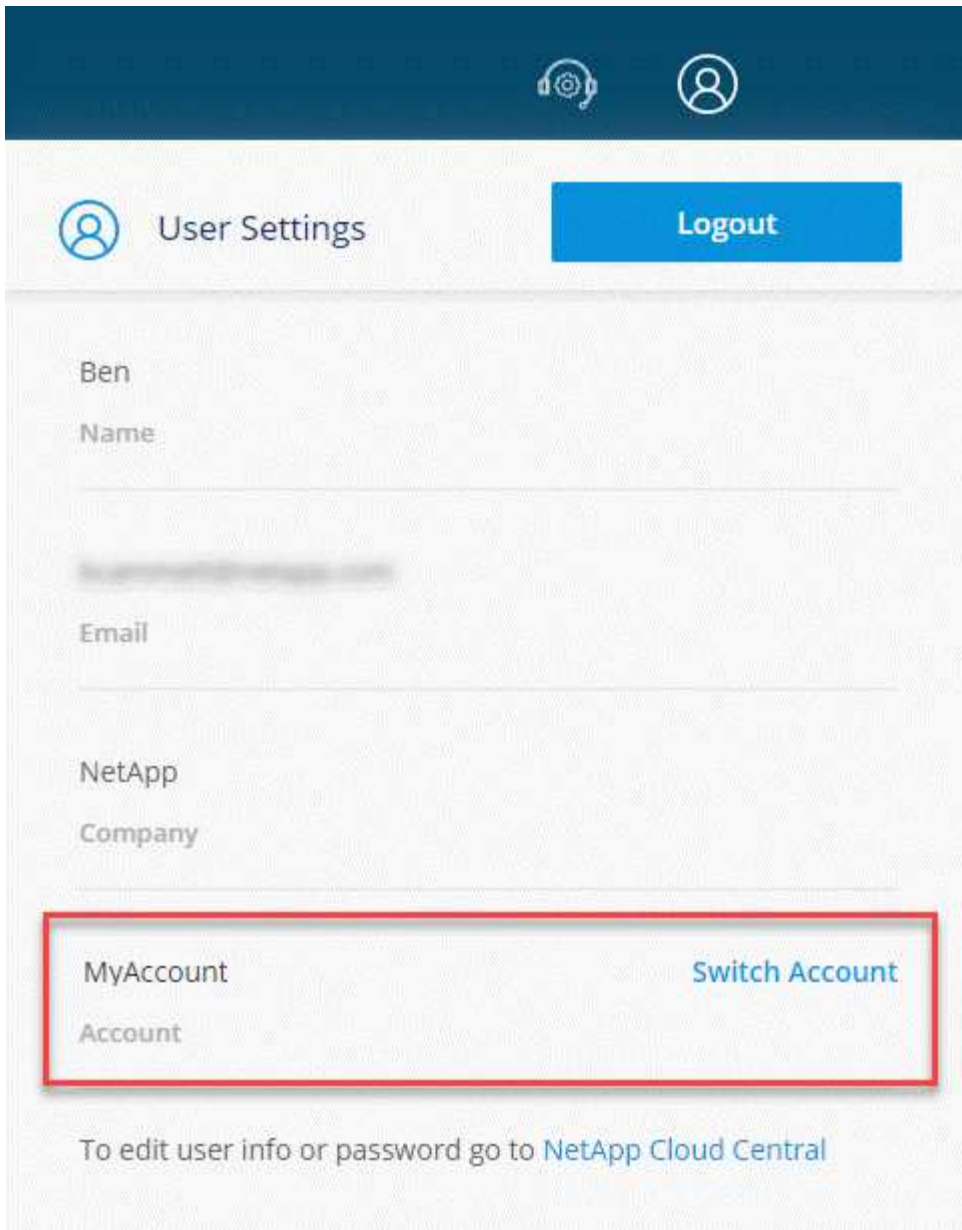 User Settings
Logout
Ben
Name
Email
NetApp
Company
MyAccount
Switch Account
Account
To edit user info or password go to NetApp Cloud Central